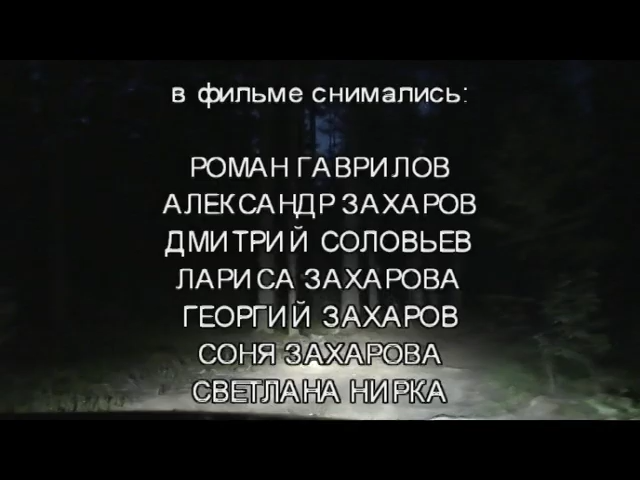 в фильме снимались:
РОМАН ГАВРИЛОВ
АЛЕКСАНДР ЗАХАРОВ
ДМИТРИЙ СОЛОВЬЕВ
ЛАРИСА ЗАХАРОВА
ГЕОРГИЙ ЗАХАРОВ
СОНЯ ЗАХАРОВА
СВЕТЛАНА НИРКА